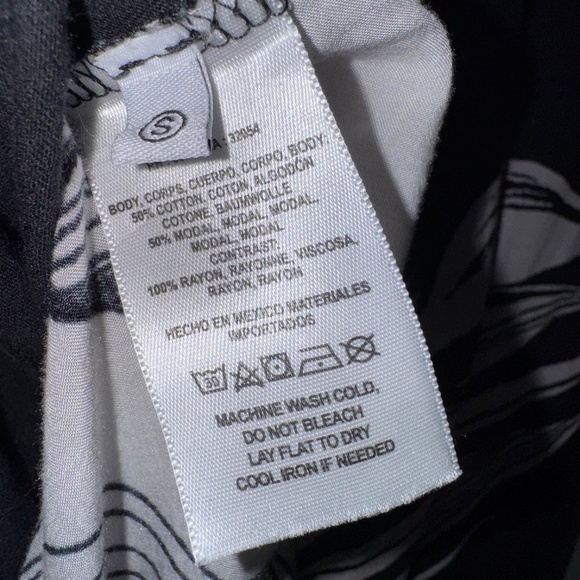 S
: 32054
BODY, CORPS, CUERPO, CORPO, BODY,
50% COTTON, COTON, ALGODÓN
COTONE, BAUMWOLLE
50% MODAL, MODAL, MODAL,
MODAL, MODAL
CONTRAST:
100% RAYON, RAYONNE, VISCOSA,
RAYON, RAYON
HECHO EN MEXICO MATERIALES
IMPORTADOS
30
MACHINE WASH COLD,
DO NOT BLEACH
LAY FLAT TO DRY
COOL IRON IF NEEDED